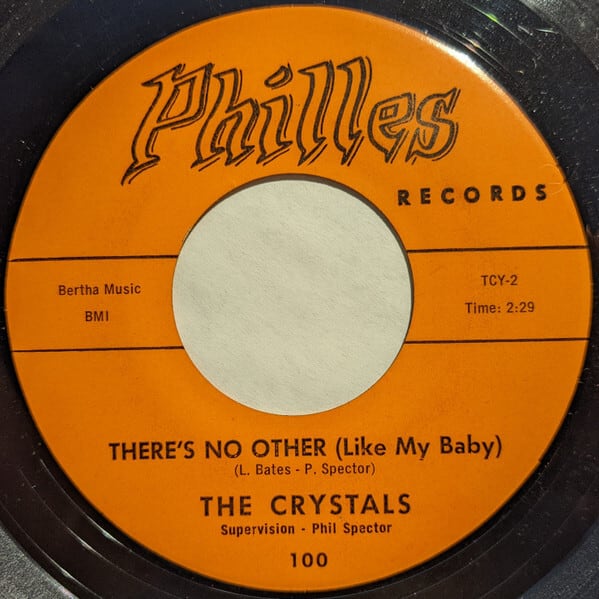 Philles
RECORDS
Bertha Music
BMI
TCY-2
Time: 2:29
THERE'S NO OTHER (Like My Baby)
(L. Bates - P. Spector)
THE CRYSTALS
Supervision - Phil Spector
100